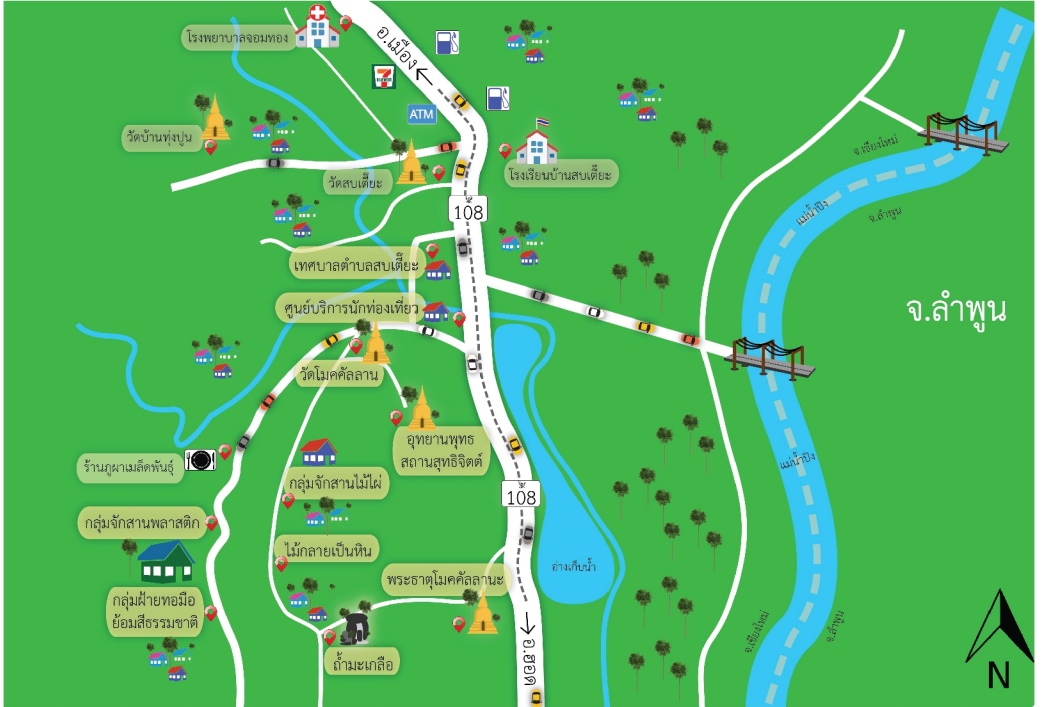 โรงพยาบาลจอมทอง
อ.เมือง
7 ELEVEN
ATM
วัดบ้านทุ่งปูน
วัดสบเตี๊ยะ
โรงเรียนบ้านสบเตี๊ยะ
จ.เชียงใหม่
แม่น้ำปิง
จ.ลำพูน
108
เทศบาลตำบลสบเตี๊ยะ
ศูนย์บริการนักท่องเที่ยว
จ.ลำพูน
วัดโมคคัลลาน
อุทยานพุทธ
สถานสุทธิจิตต์
ร้านภูผาเมล็ดพันธุ์
แม่น้ำปิง
กลุ่มจักสานไม้ไผ่
108
กลุ่มจักสานพลาสติก
ไม้กลายเป็นหิน
อ่างเก็บน้ำ
พระธาตุโมคคัลลานะ
กลุ่มฝ้ายทอมือ
ย้อมสีธรรมชาติ
จ.เชียงใหม่
จ.ลำพูน
ถ้ำมะเกลือ
อ.ฮอด
N